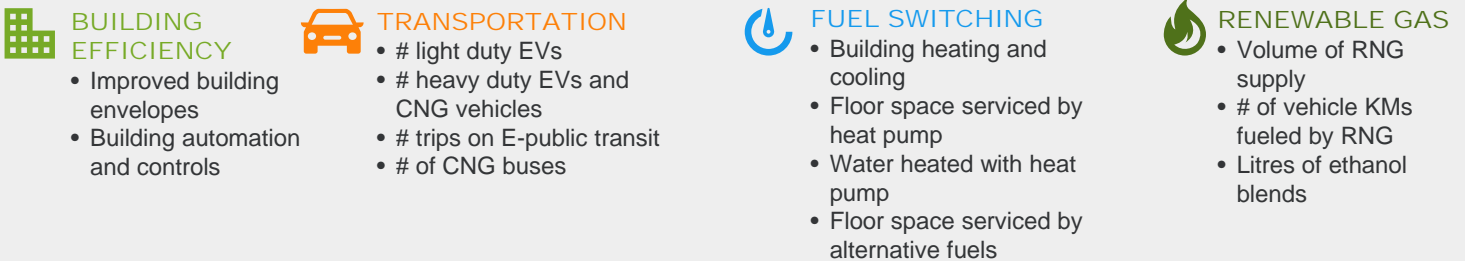 BUILDING
EFFICIENCY
• Improved building
envelopes
• Building automation
and controls
TRANSPORTATION
• # light duty EVs
• # heavy duty EVs and
CNG vehicles
• # trips on E-public transit
• # of CNG buses
FUEL SWITCHING
• Building heating and
cooling
• Floor space serviced by
heat pump
• Water heated with heat
pump
• Floor space serviced by
alternative fuels
RENEWABLE GAS
• Volume of RNG
supply
• # of vehicle KMs
fueled by RNG
• Litres of ethanol
blends